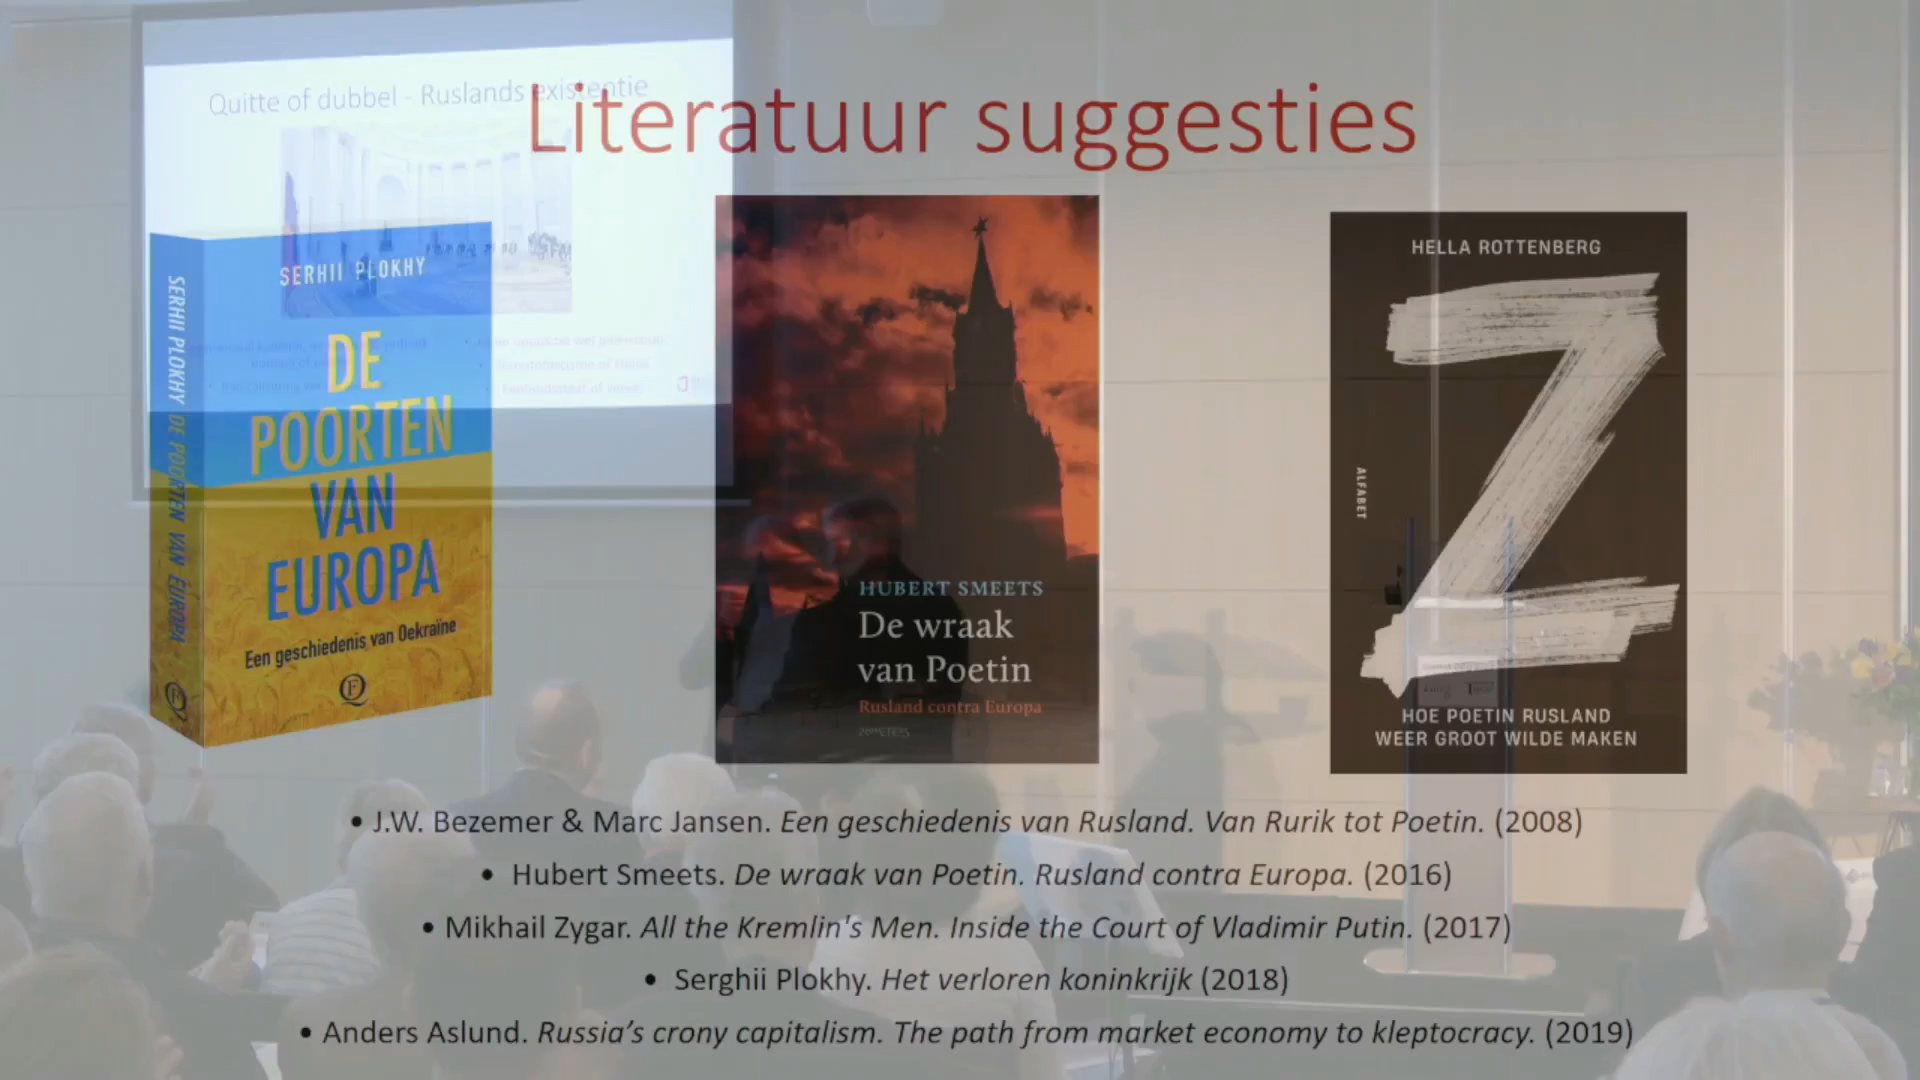 Quitte of dubbel - Ruslands existentie
Literatuur suggesties
SERHII PLOKHY DE POORTEN VAN EUROPA
SERHII PLOKHY
DE
POORTEN
VAN
EUROPA
Een geschiedenis van Oekraïne
HUBERT SMEETS
De wraak
van Poetin
Rusland contra Europa
HELLA ROTTENBERG
Z
ALFABET
HOE POETIN RUSLAND
WEER GROOT WILDE MAKEN
• J.W. Bezemer & Marc Jansen. Een geschiedenis van Rusland. Van Rurik tot Poetin. (2008)
• Hubert Smeets. De wraak van Poetin. Rusland contra Europa. (2016)
• Mikhail Zygar. All the Kremlin's Men. Inside the Court of Vladimir Putin. (2017)
• Serghii Plokhy. Het verloren koninkrijk (2018)
• Anders Aslund. Russia’s crony capitalism. The path from market economy to kleptocracy. (2019)